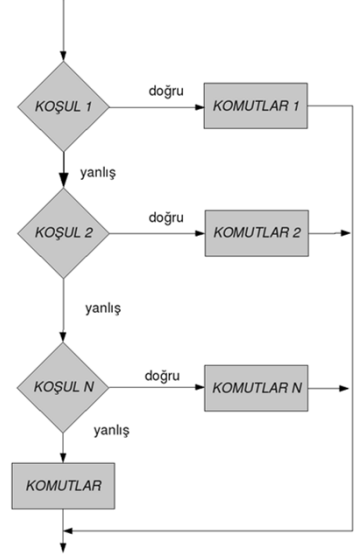 doğru
KOŞUL 1
KOMUTLAR 1
yanlış
doğru
KOŞUL 2
KOMUTLAR 2
yanlış
doğru
KOŞUL N
KOMUTLAR N
yanlış
KOMUTLAR